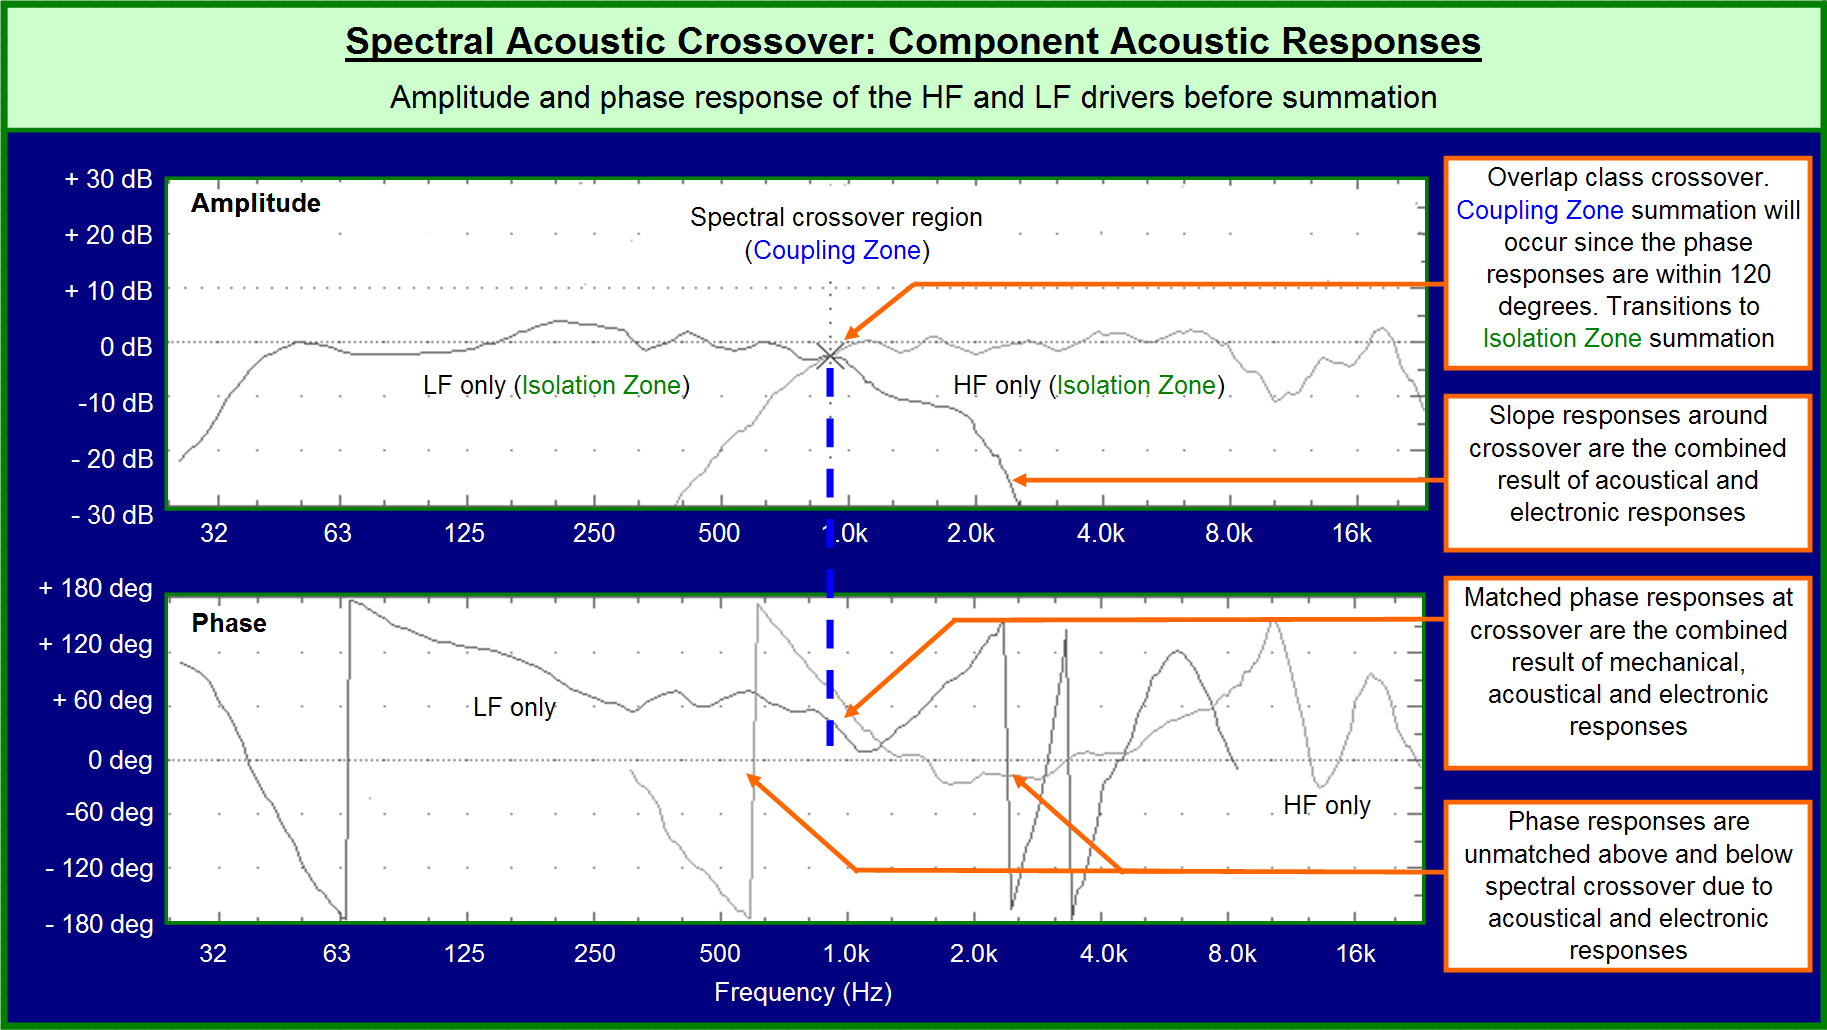 Spectral Acoustic Crossover: Component Acoustic Responses
Amplitude and phase response of the HF and LF drivers before summation
+ 30 dB
+ 20 dB
+ 10 dB
0 dB
-10 dB
- 20 dB
- 30 dB
Amplitude
Spectral crossover region
(Coupling Zone)
LF only (Isolation Zone)
HF only (Isolation Zone)
32 63 125 250 500 1.0k 2.0k 4.0k 8.0k 16k
Overlap class crossover.
Coupling Zone summation will
occur since the phase
responses are within 120
degrees. Transitions to
Isolation Zone summation
Slope responses around
crossover are the combined
result of acoustical and
electronic responses
+ 180 deg
+ 120 deg
+ 60 deg
0 deg
-60 deg
- 120 deg
- 180 deg
Phase
LF only
HF only
32 63 125 250 500 1.0k 2.0k 4.0k 8.0k 16k
Frequency (Hz)
Matched phase responses at
crossover are the combined
result of mechanical,
acoustical and electronic
responses
Phase responses are
unmatched above and below
spectral crossover due to
acoustical and electronic
responses